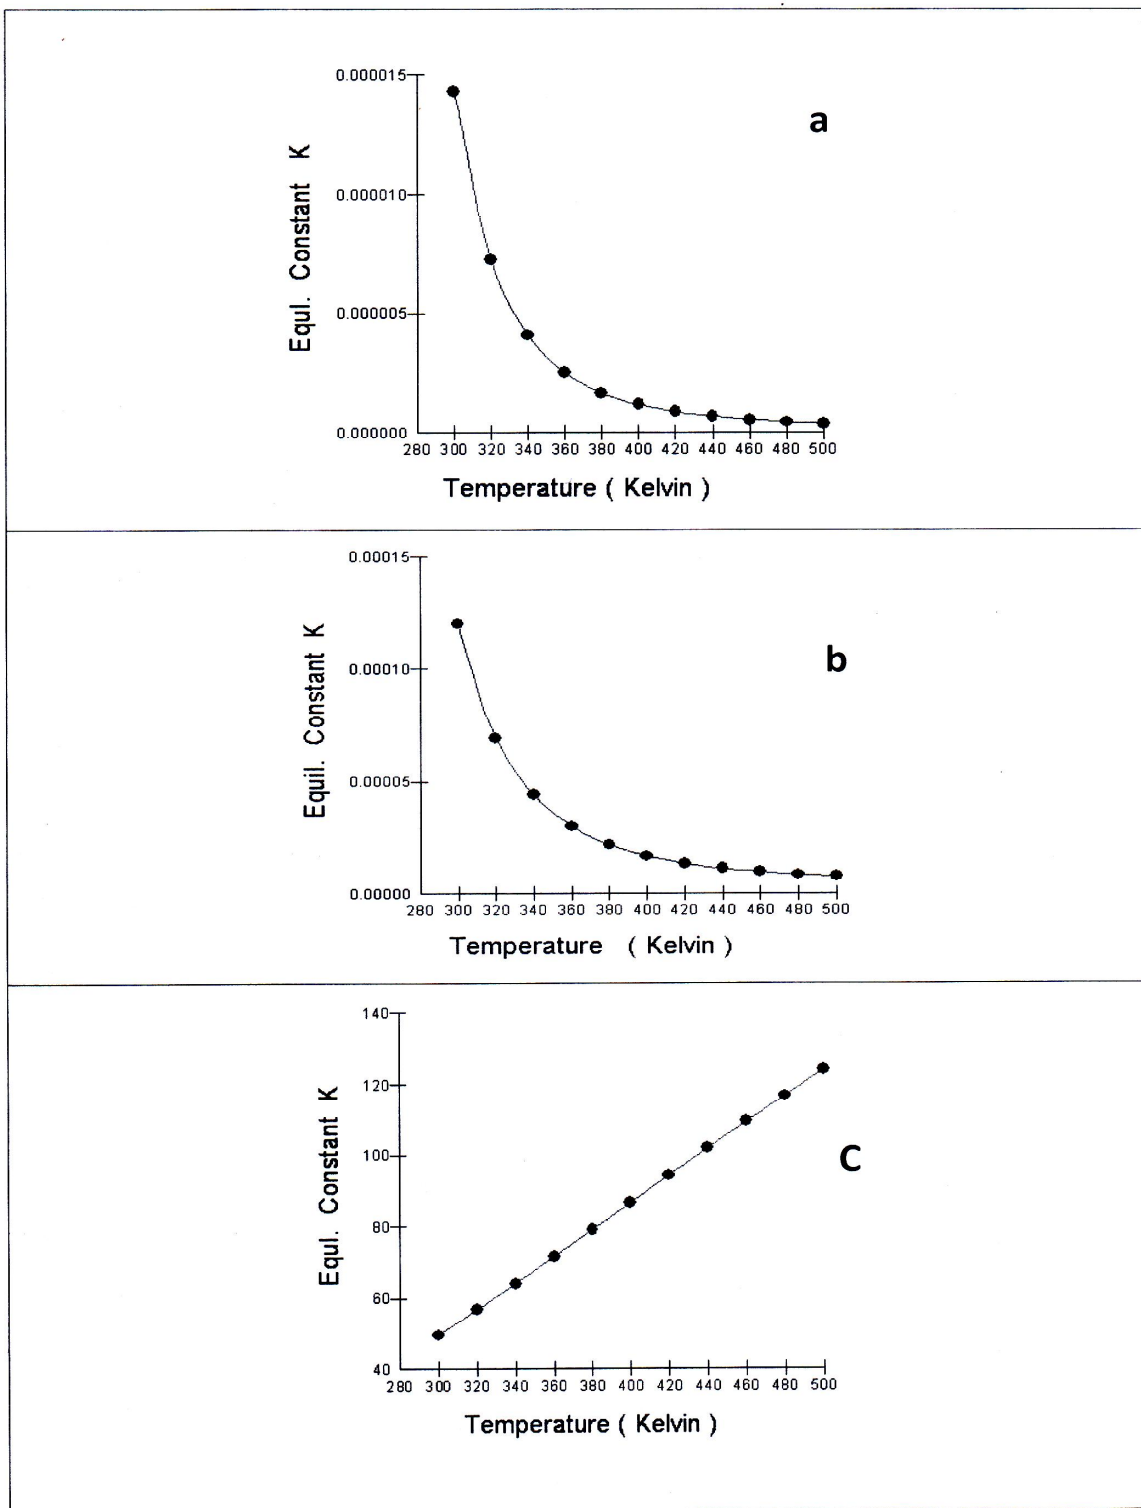 0.000015
a
0.000010
0.000005
0.000000
Equl. Constant K
280 300 320 340 360 380 400 420 440 460 480 500
Temperature ( Kelvin )
0.00015
b
0.00010
0.00005
0.00000
Equil. Constant K
280 300 320 340 360 380 400 420 440 460 480 500
Temperature ( Kelvin )
140
120
100
C
80
60
40
Equl. Constant K
280 300 320 340 360 380 400 420 440 460 480 500
Temperature ( Kelvin )